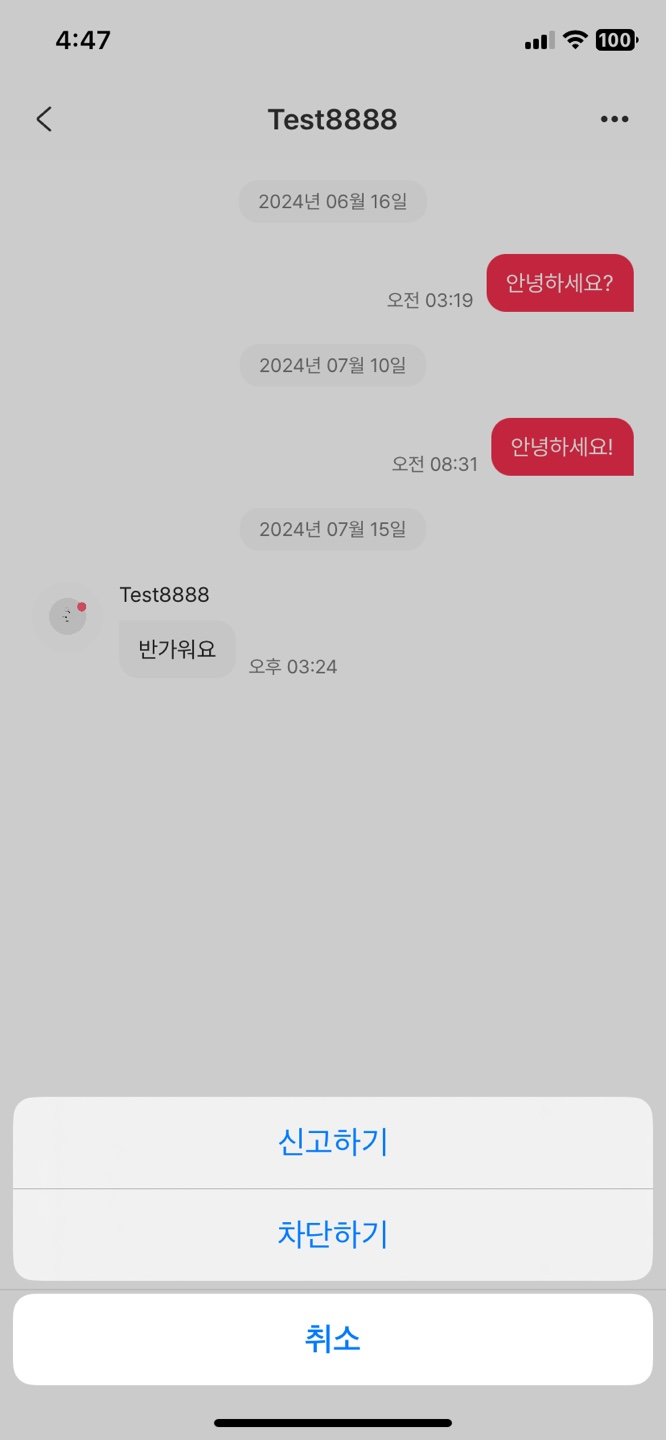 4:47
100
Test8888
2024년 06월 16일
오전 03:19 안녕하세요?
2024년 07월 10일
오전 08:31 안녕하세요!
2024년 07월 15일
Test8888
반가워요 오후 03:24
신고하기
차단하기
취소